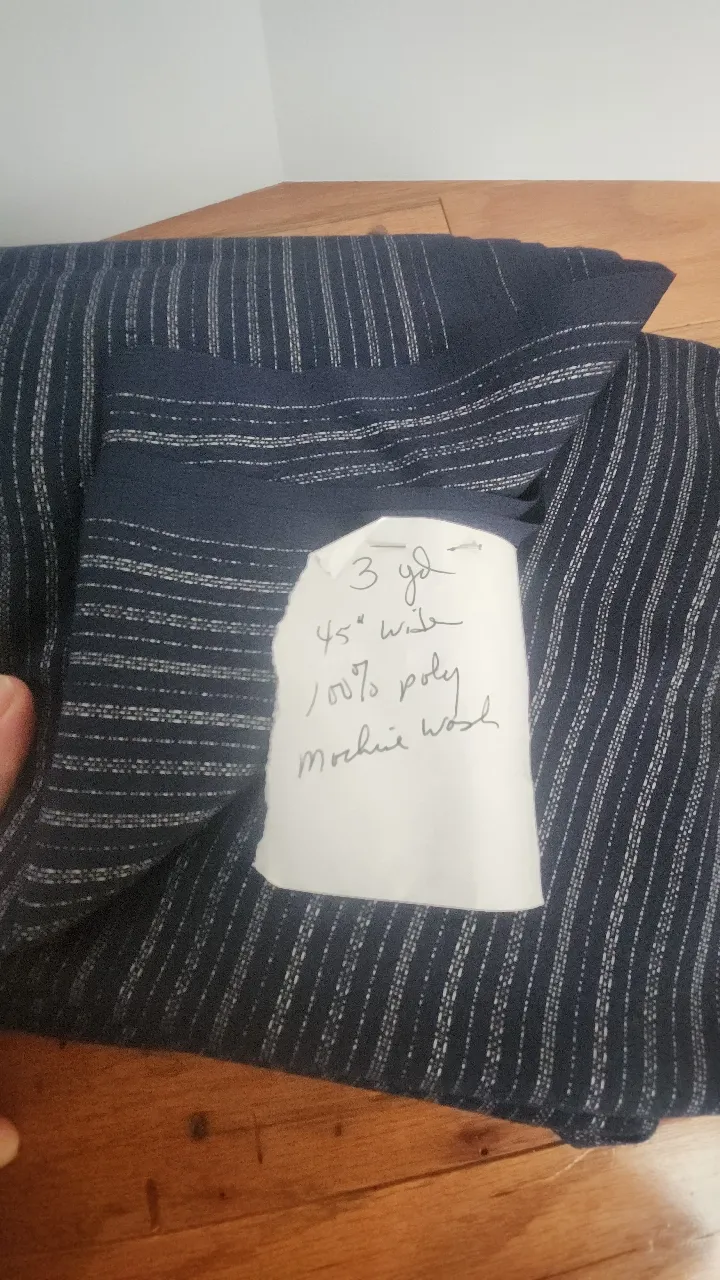 3 yd
45" wide
100% poly
Machine Wash